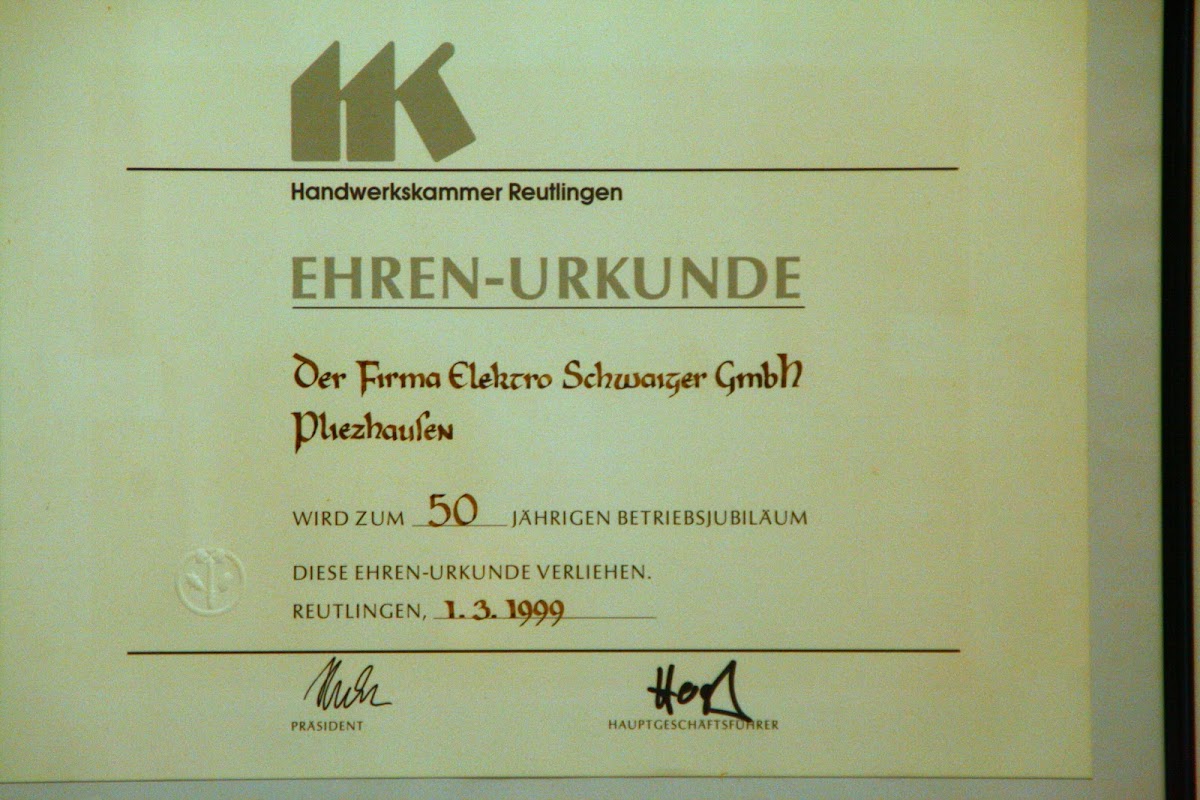 Handwerkskammer Reutlingen
EHREN-URKUNDE
Der Firma Elektro Schwaiger GmbH
Pliezhausen
WIRD ZUM 50 JÄHRIGEN BETRIEBSJUBILÄUM
DIESE EHREN-URKUNDE VERLIEHEN.
REUTLINGEN, 1. 3. 1999
PRÄSIDENT HAUPTGESCHÄFTSFÜHRER